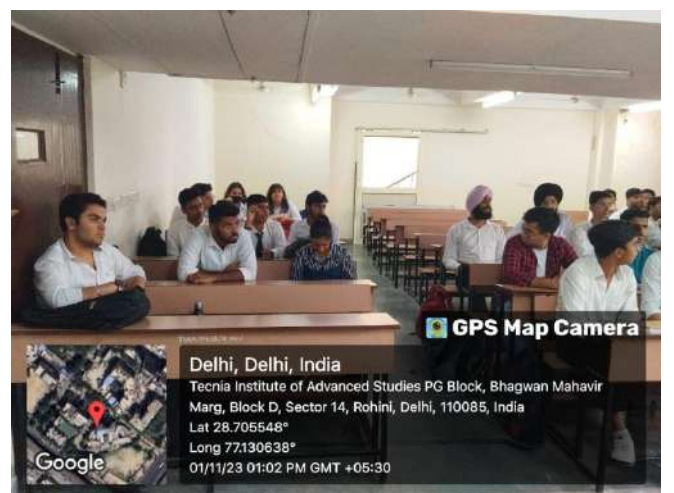 GPS Map Camera
Delhi, Delhi, India
Tecnia Institute of Advanced Studies PG Block, Bhagwan Mahavir
Marg, Block D, Sector 14, Rohini, Delhi, 110085, India
Lat 28.705548°
Long 77.130638°
01/11/23 01:02 PM GMT +05:30
Google